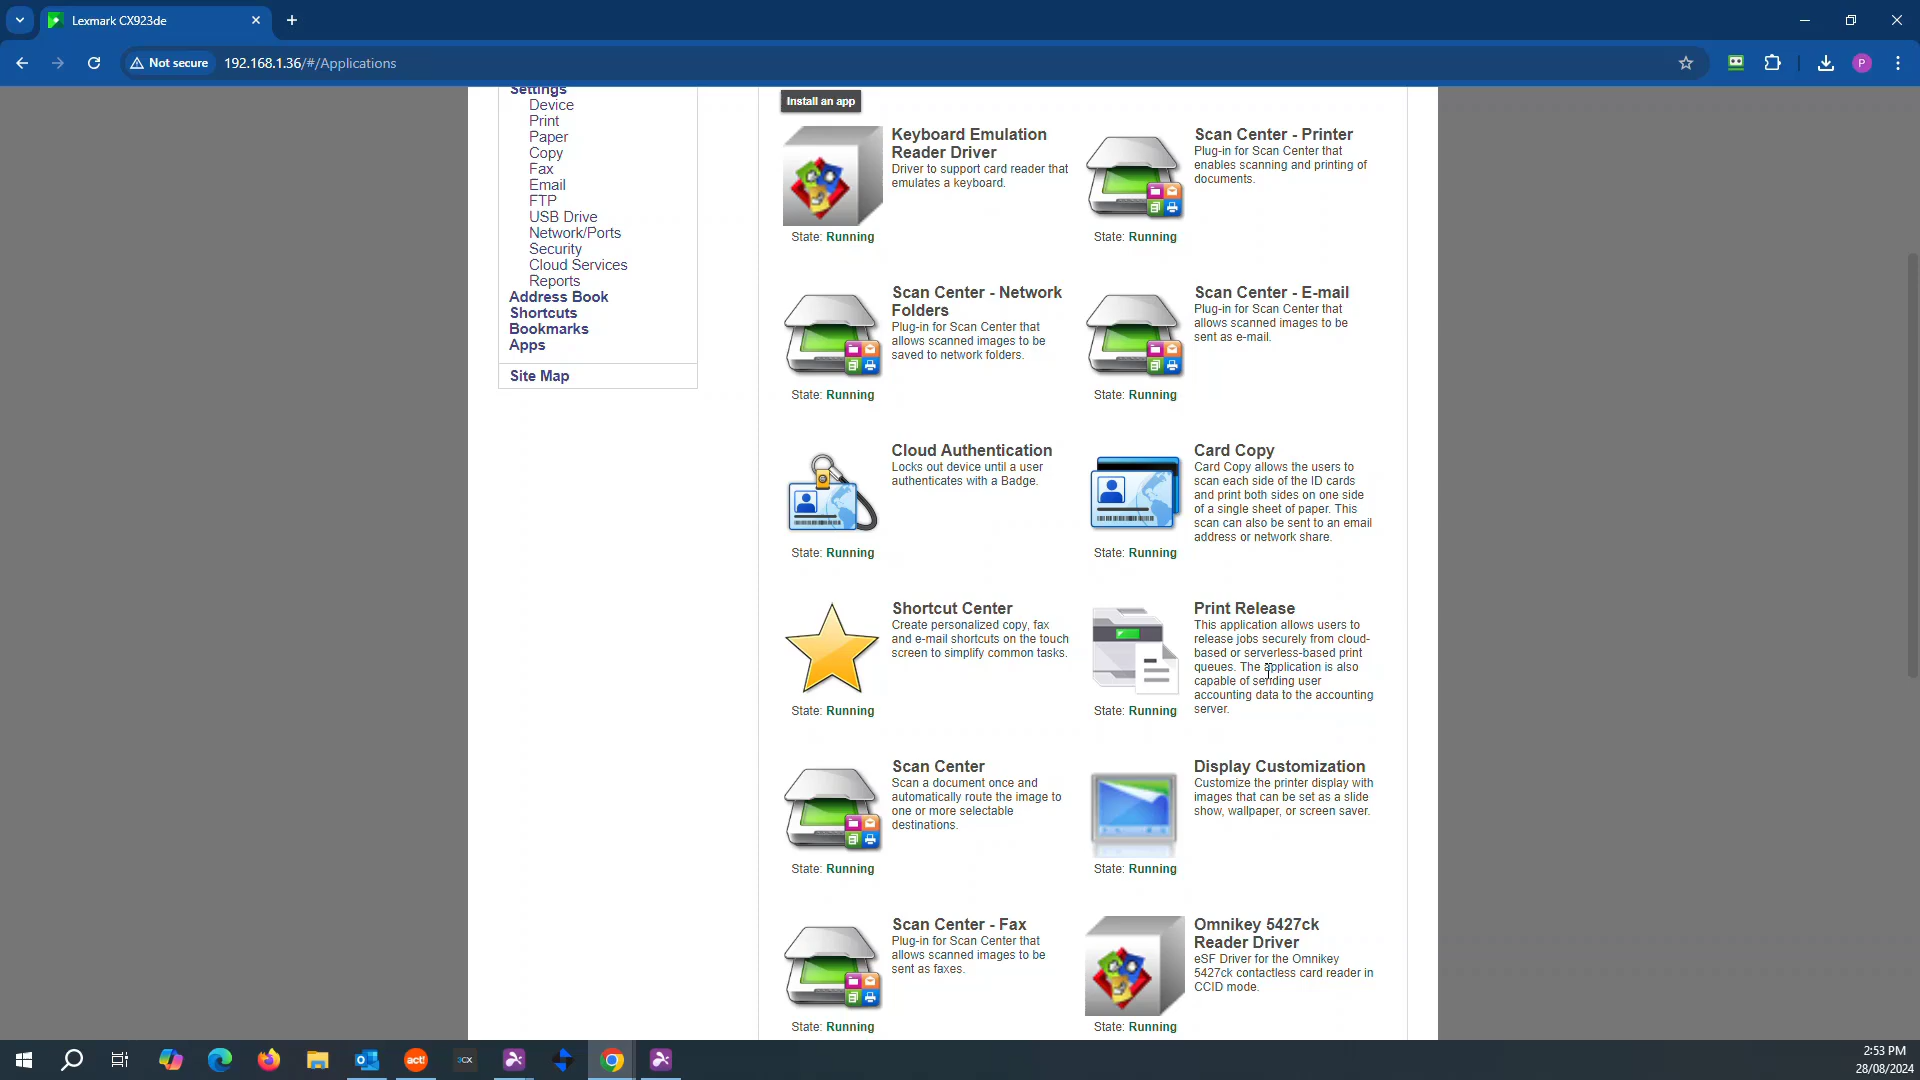 Lexmark CX923de
Not secure
192.168.1.36/#/Applications
P
Settings
Device
Print
Paper
Copy
Fax
Email
FTP
USB Drive
Network/Ports
Security
Cloud Services
Reports
Address Book
Shortcuts
Bookmarks
Apps
Site Map
Install an app
Keyboard Emulation
Reader Driver
Driver to support card reader that
emulates a keyboard.
State: Running
Scan Center - Printer
Plug-in for Scan Center that
enables scanning and printing of
documents.
State: Running
Scan Center - Network
Folders
Plug-in for Scan Center that
allows scanned images to be
saved to network folders.
State: Running
Scan Center - E-mail
Plug-in for Scan Center that
allows scanned images to be
sent as e-mail.
State: Running
Cloud Authentication
Locks out device until a user
authenticates with a Badge.
State: Running
Card Copy
Card Copy allows the users to
scan each side of the ID cards
and print both sides on one side
of a single sheet of paper. This
scan can also be sent to an email
address or network share.
State: Running
Shortcut Center
Create personalized copy, fax
and e-mail shortcuts on the touch
screen to simplify common tasks.
State: Running
Print Release
This application allows users to
release jobs securely from cloud-
based or serverless-based print
queues. The application is also
capable of sending user
accounting data to the accounting
server.
State: Running
Scan Center
Scan a document once and
automatically route the image to
one or more selectable
destinations.
State: Running
Display Customization
Customize the printer display with
images that can be set as a slide
show, wallpaper, or screen saver.
State: Running
Scan Center - Fax
Plug-in for Scan Center that
allows scanned images to be
sent as faxes.
State: Running
Omnikey 5427ck
Reader Driver
eSF Driver for the Omnikey
5427ck contactless card reader in
CCID mode.
State: Running
act!
3CX
2:53 PM
28/08/2024